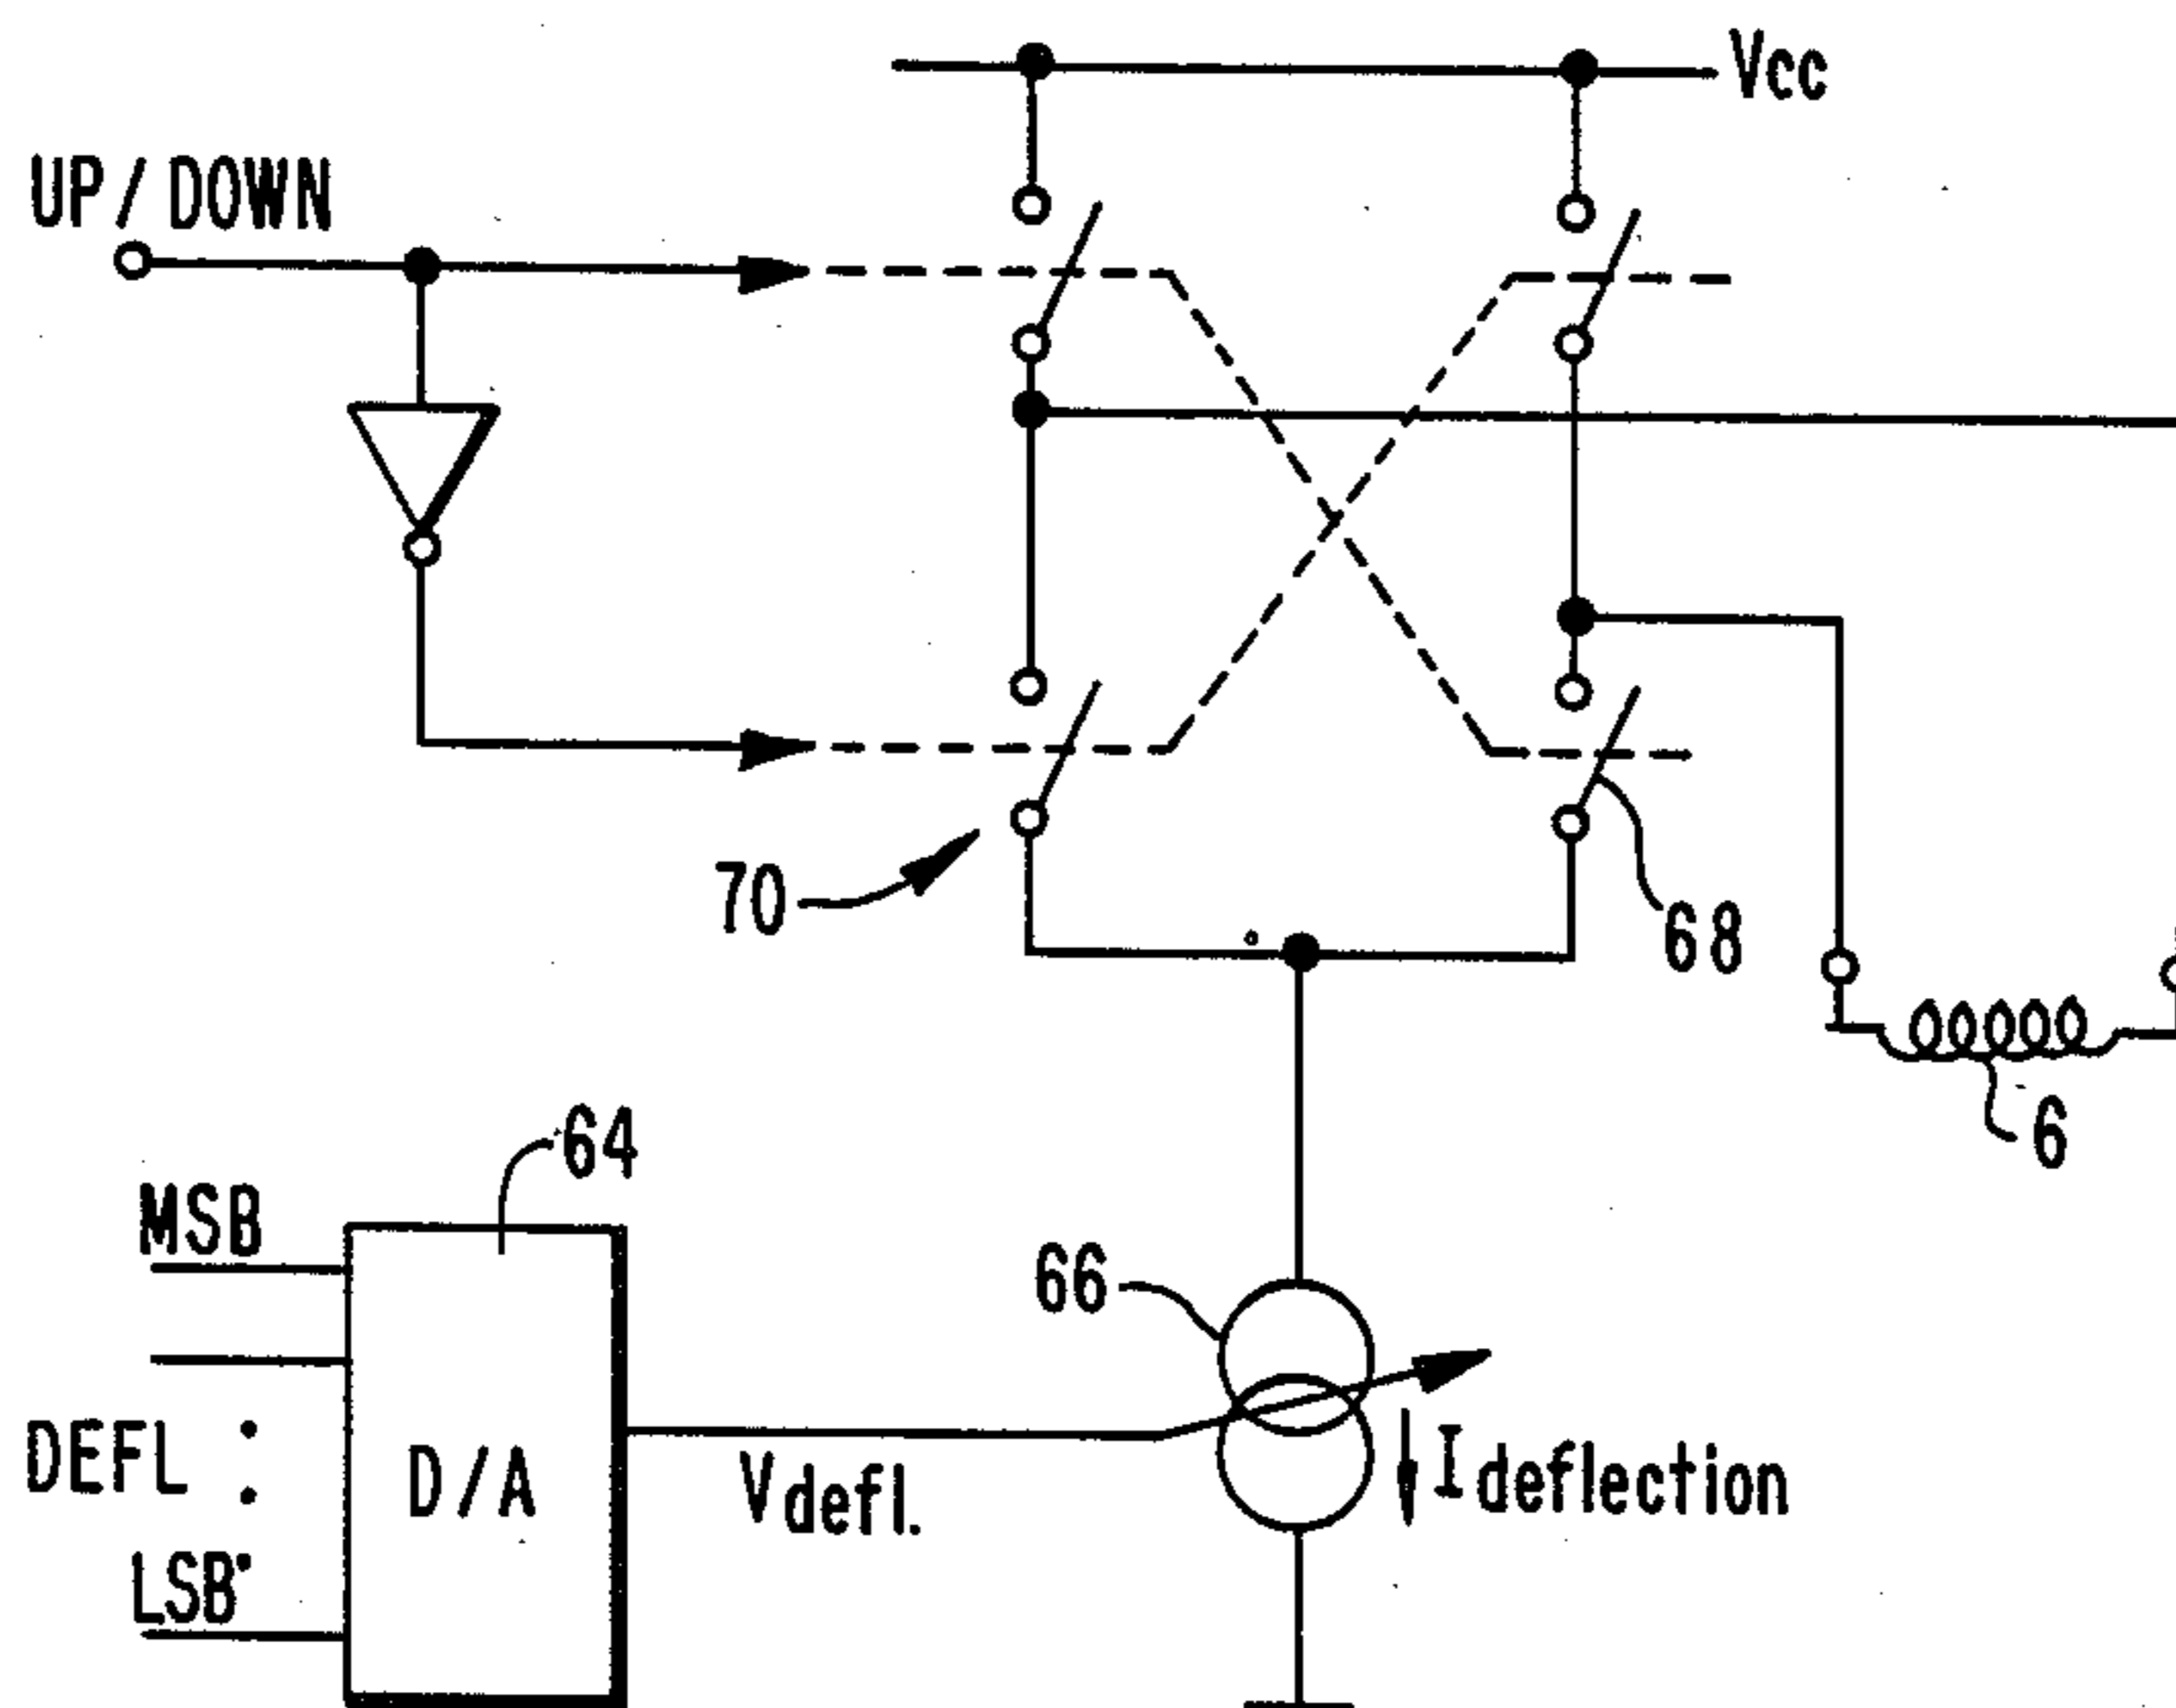 Vcc
UP/DOWN
70
68
6
64
MSB
66
DEFL :
D/A
Vdefl.
Ideflection
LSB